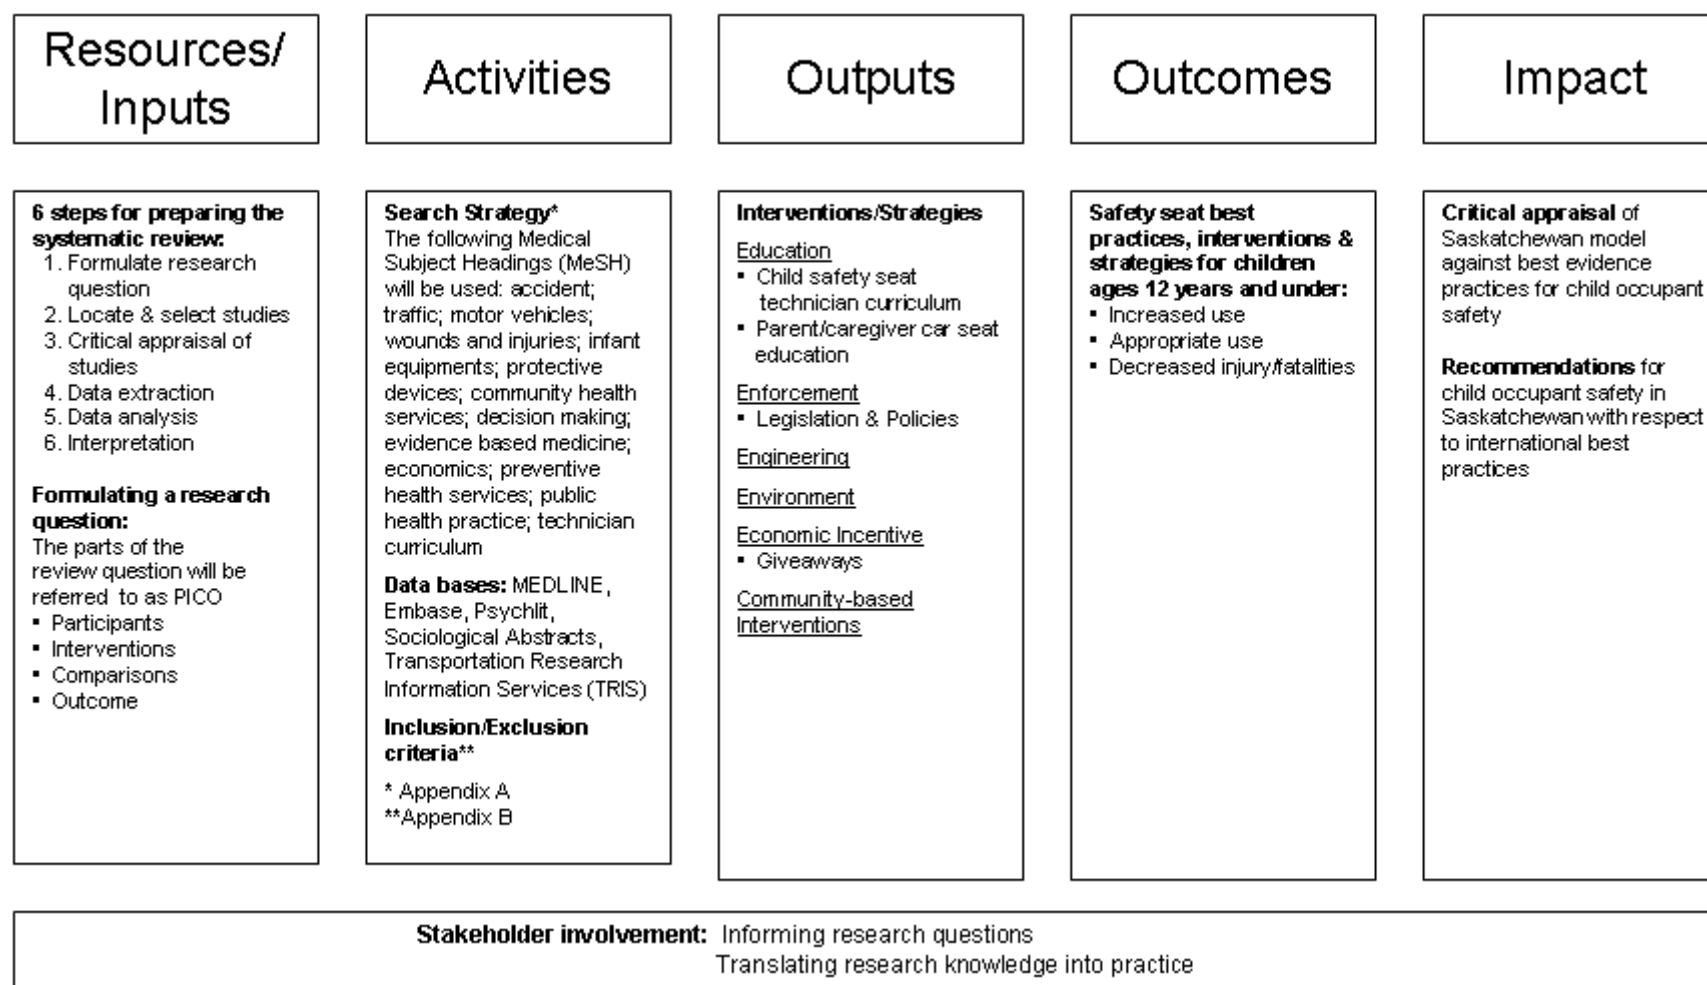 Resources/
Inputs
Activities
Outputs
Outcomes
Impact
6 steps for preparing the
systematic review:
1. Formulate research
question
2. Locate & select studies
3. Critical appraisal of
studies
4. Data extraction
5. Data analysis
6. Interpretation
Formulating a research
question:
The parts of the
review question will be
referred to as PICO
▪ Participants
▪ Interventions
▪ Comparisons
▪ Outcome
Search Strategy*
The following Medical
Subject Headings (MeSH)
will be used: accident;
traffic; motor vehicles;
wounds and injuries; infant
equipments; protective
devices; community health
services; decision making;
evidence based medicine;
economics; preventive
health services; public
health practice; technician
curriculum
Data bases: MEDLINE,
Embase, Psychlit,
Sociological Abstracts,
Transportation Research
Information Services (TRIS)
Inclusion/Exclusion
criteria**
* Appendix A
**Appendix B
Interventions/Strategies
Education
▪ Child safety seat
technician curriculum
▪ Parent/caregiver car seat
education
Enforcement
▪ Legislation & Policies
Engineering
Environment
Economic Incentive
▪ Giveaways
Community-based
Interventions
Safety seat best
practices, interventions &
strategies for children
ages 12 years and under:
▪ Increased use
▪ Appropriate use
▪ Decreased injury/fatalities
Critical appraisal of
Saskatchewan model
against best evidence
practices for child occupant
safety
Recommendations for
child occupant safety in
Saskatchewan with respect
to international best
practices
Stakeholder involvement: Informing research questions
Translating research knowledge into practice